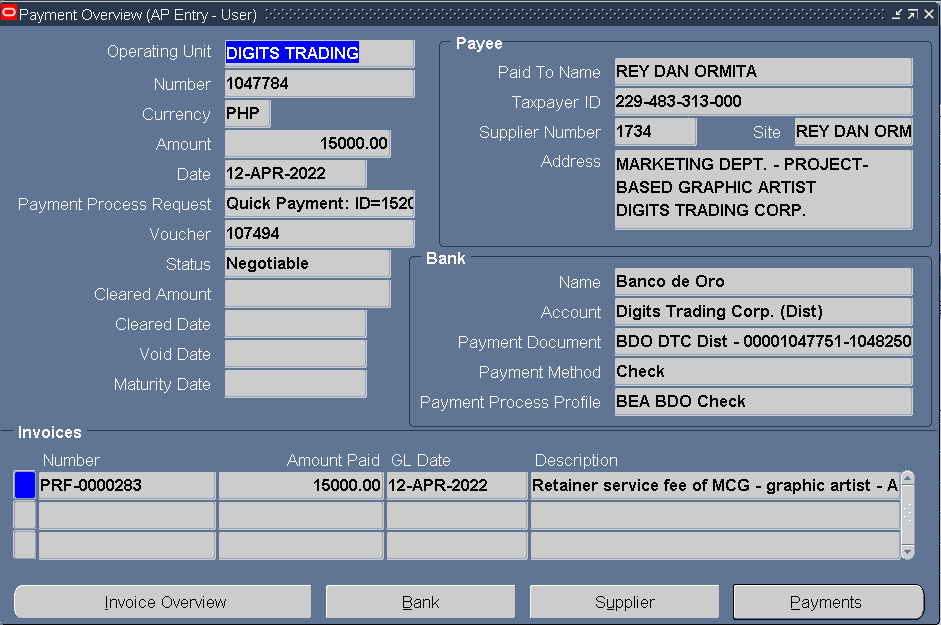 Payment Overview (AP Entry - User)
Operating Unit DIGITS TRADING
Number 1047784
Currency PHP
Amount 15000.00
Date 12-APR-2022
Payment Process Request Quick Payment: ID=1520
Voucher 107494
Status Negotiable
Cleared Amount
Cleared Date
Void Date
Maturity Date
Payee
Paid To Name REY DAN ORMITA
Taxpayer ID 229-483-313-000
Supplier Number 1734 Site REY DAN ORM
Address MARKETING DEPT. - PROJECT-
BASED GRAPHIC ARTIST
DIGITS TRADING CORP.
Bank
Name Banco de Oro
Account Digits Trading Corp. (Dist)
Payment Document BDO DTC Dist - 00001047751-1048250
Payment Method Check
Payment Process Profile BEA BDO Check
Invoices
Number Amount Paid GL Date Description
PRF-0000283 15000.00 12-APR-2022 Retainer service fee of MCG - graphic artist - A
Invoice Overview Bank Supplier Payments